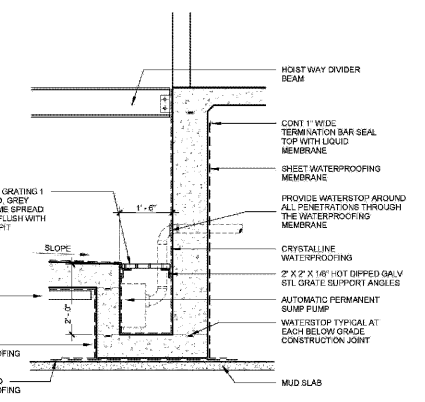 HOIST WAY DIVIDER
BEAM
CONT 1" WIDE
TERMINATION BAR SEAL
TOP WITH LIQUID
MEMBRANE
SHEET WATERPROOFING
MEMBRANE
GRATING 1
GREY
ME SPREAD
FLUSH WITH
PIT
1' - 6"
PROVIDE WATERSTOP AROUND
ALL PENETRATIONS THROUGH
THE WATERPROOFING
MEMBRANE
SLOPE
CRYSTALLINE
WATERPROOFING
2" X 2" X 1/8" HOT DIPPED GALV
STL GRATE SUPPORT ANGLES
2' - 0"
AUTOMATIC PERMANENT
SUMP PUMP
WATERSTOP TYPICAL AT
EACH BELOW GRADE
CONSTRUCTION JOINT
OFING
MUD SLAB
OFING